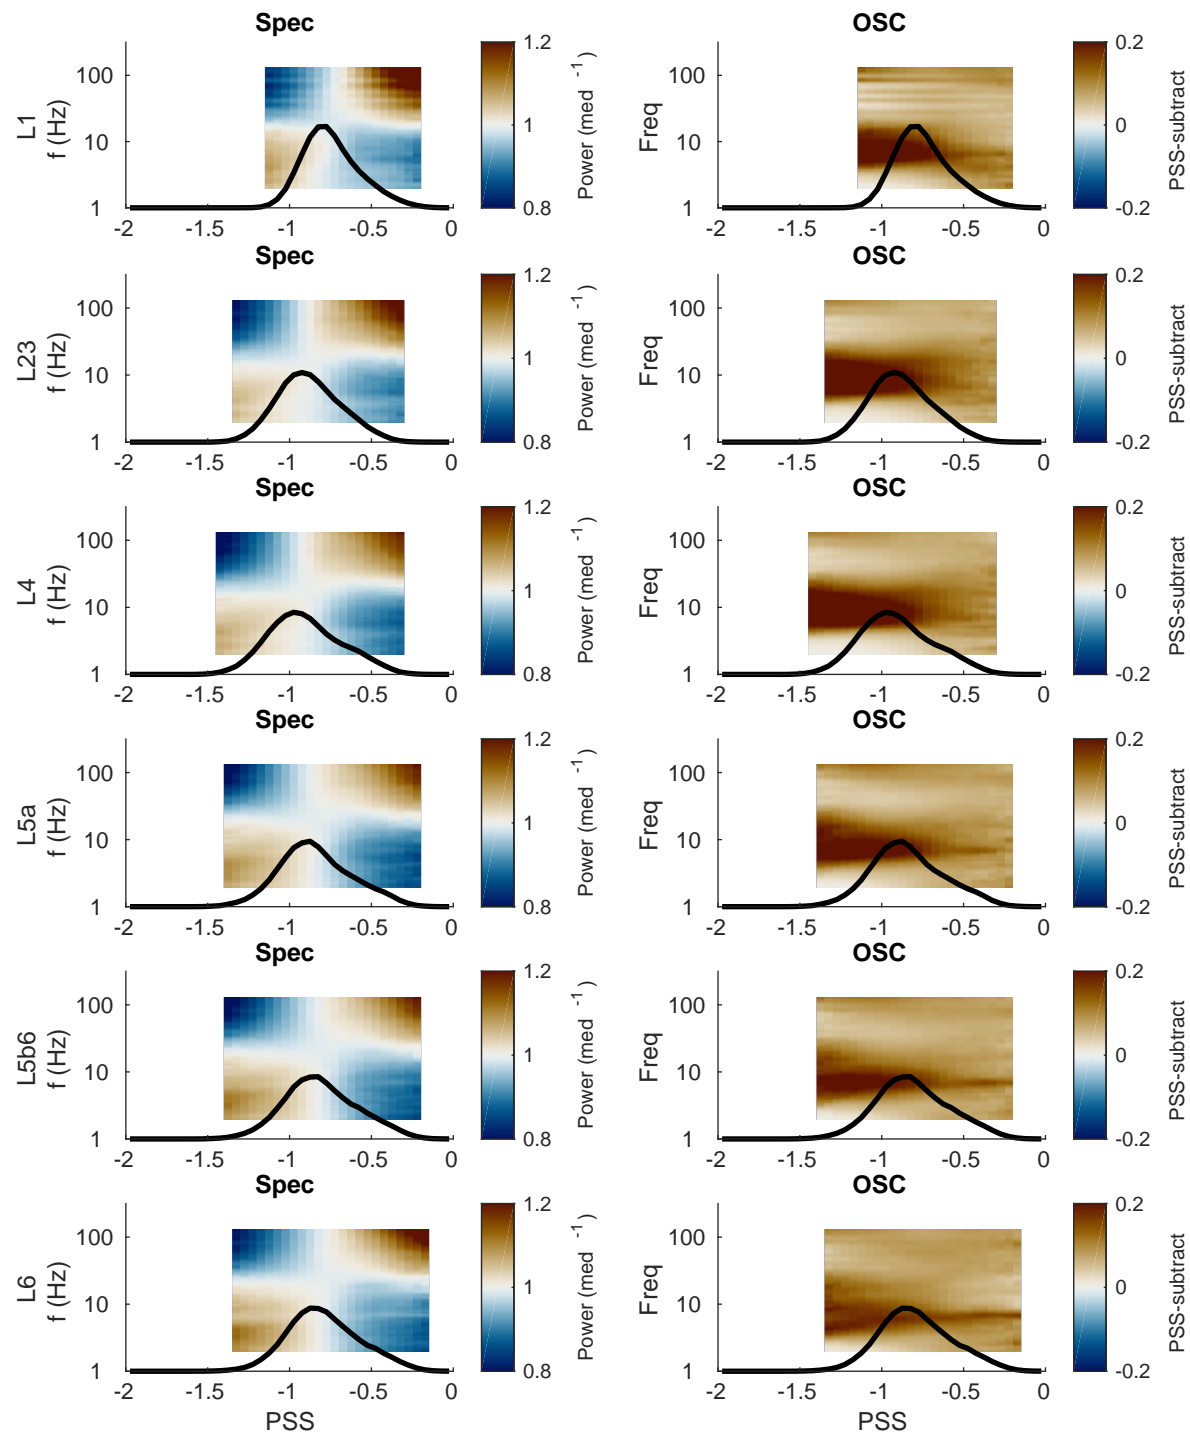 Spec
OSC
L1
f (Hz)
100
10
1
-2 -1.5 -1 -0.5 0
1.2
1
0.8
Power (med -1)
Freq
100
10
1
-2 -1.5 -1 -0.5 0
0.2
0
-0.2
PSS-subtract
Spec
OSC
L23
f (Hz)
100
10
1
-2 -1.5 -1 -0.5 0
1.2
1
0.8
Power (med -1)
Freq
100
10
1
-2 -1.5 -1 -0.5 0
0.2
0
-0.2
PSS-subtract
Spec
OSC
L4
f (Hz)
100
10
1
-2 -1.5 -1 -0.5 0
1.2
1
0.8
Power (med -1)
Freq
100
10
1
-2 -1.5 -1 -0.5 0
0.2
0
-0.2
PSS-subtract
Spec
OSC
L5a
f (Hz)
100
10
1
-2 -1.5 -1 -0.5 0
1.2
1
0.8
Power (med -1)
Freq
100
10
1
-2 -1.5 -1 -0.5 0
0.2
0
-0.2
PSS-subtract
Spec
OSC
L5b6
f (Hz)
100
10
1
-2 -1.5 -1 -0.5 0
1.2
1
0.8
Power (med -1)
Freq
100
10
1
-2 -1.5 -1 -0.5 0
0.2
0
-0.2
PSS-subtract
Spec
OSC
L6
f (Hz)
100
10
1
-2 -1.5 -1 -0.5 0
PSS
1.2
1
0.8
Power (med -1)
Freq
100
10
1
-2 -1.5 -1 -0.5 0
PSS
0.2
0
-0.2
PSS-subtract